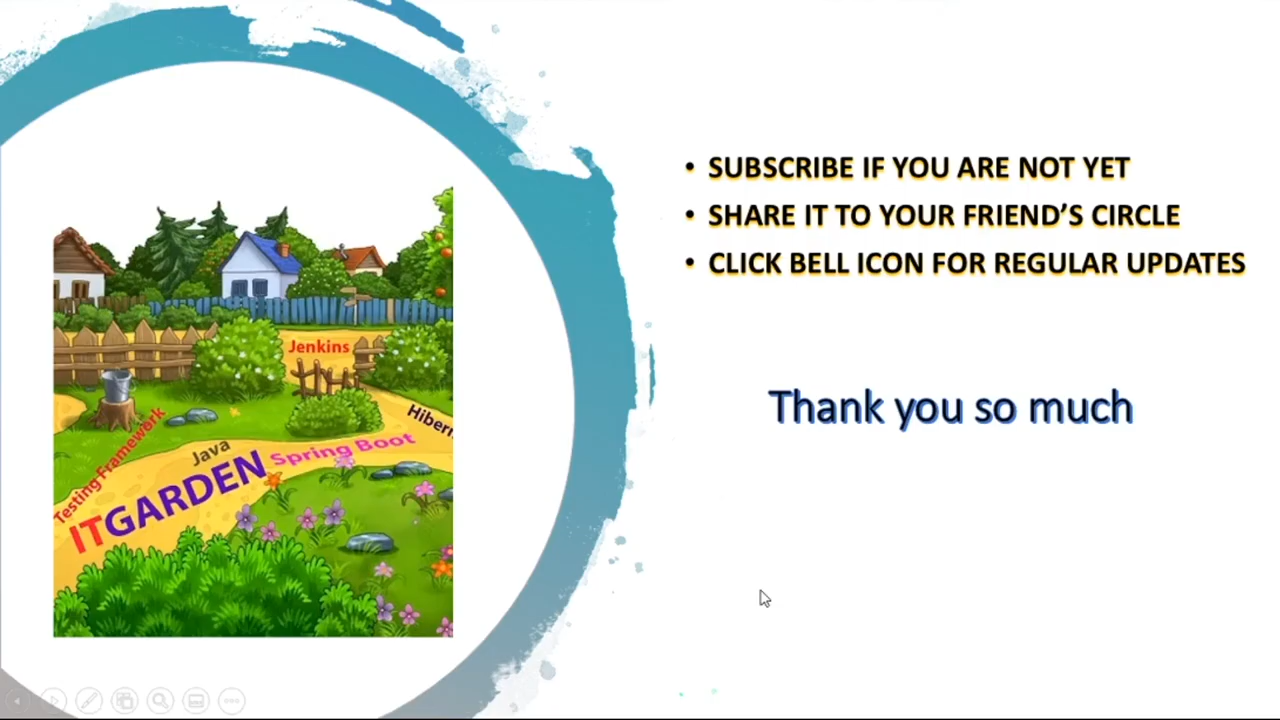 • SUBSCRIBE IF YOU ARE NOT YET
• SHARE IT TO YOUR FRIEND’S CIRCLE
• CLICK BELL ICON FOR REGULAR UPDATES
Thank you so much
Jenkins
Testing Framework
Java
Spring Boot
ITGARDEN